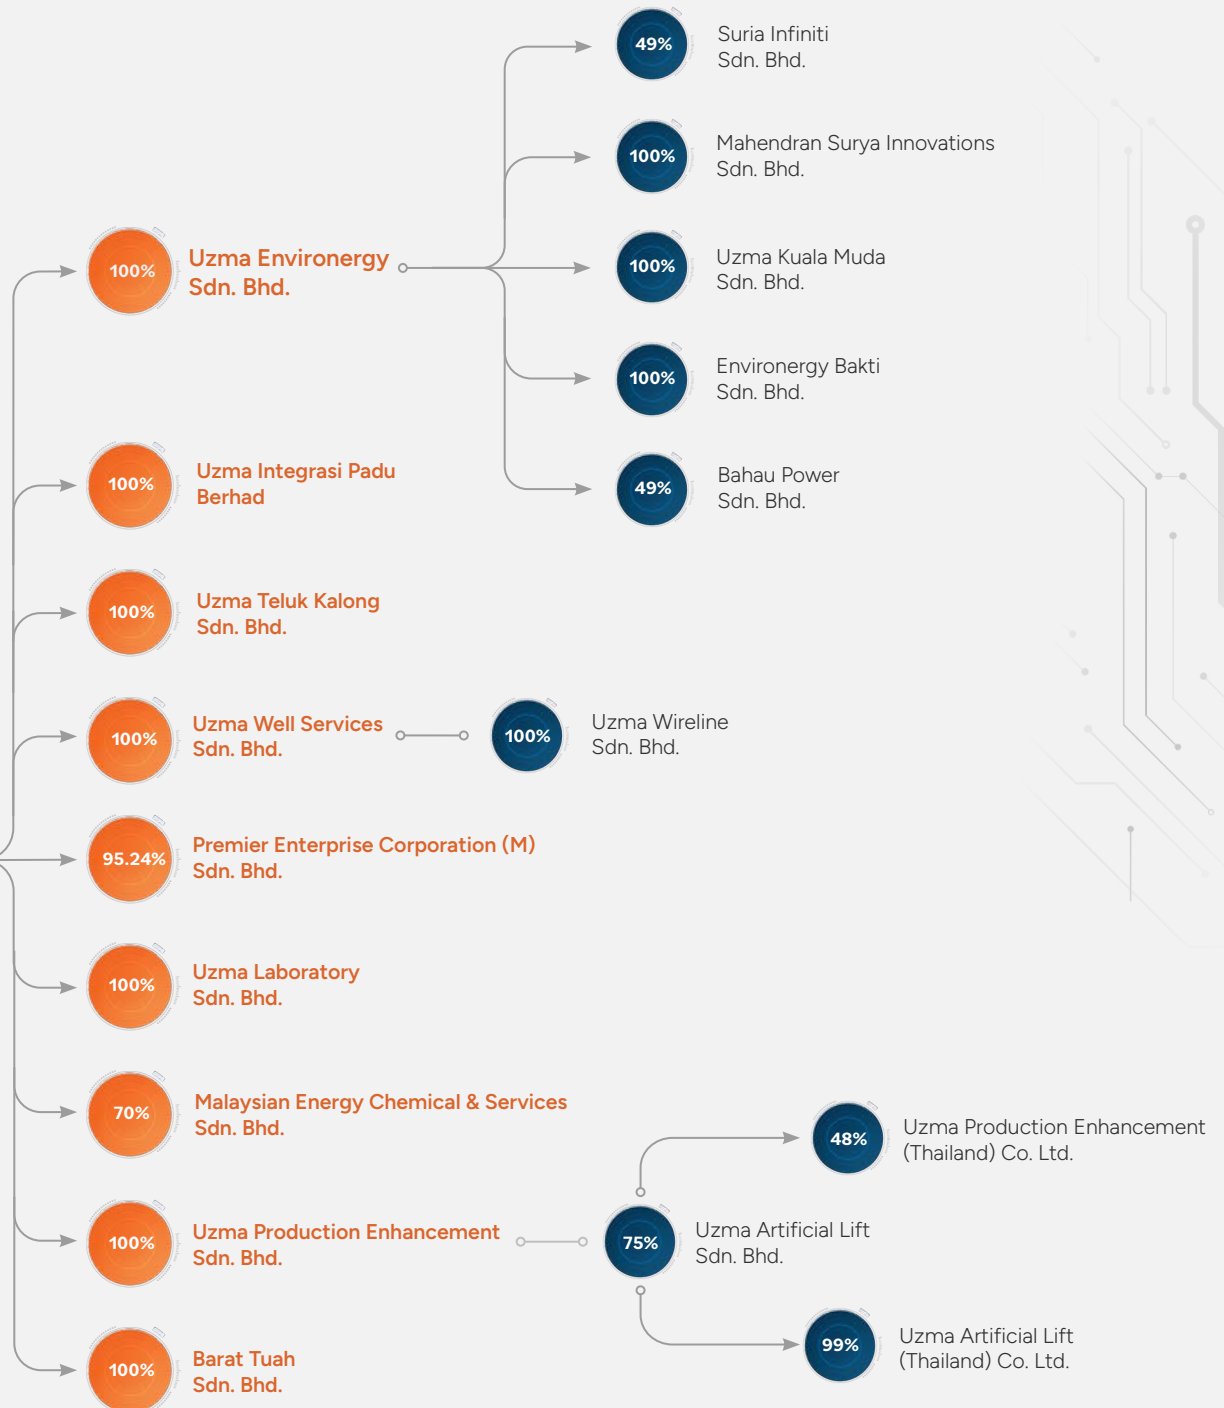 49%
Suria Infiniti
Sdn. Bhd.
100%
Mahendran Surya Innovations
Sdn. Bhd.
100%
Uzma Environergy
Sdn. Bhd.
100%
Uzma Kuala Muda
Sdn. Bhd.
100%
Environergy Bakti
Sdn. Bhd.
49%
Bahau Power
Sdn. Bhd.
100%
Uzma Integrasi Padu
Berhad
100%
Uzma Teluk Kalong
Sdn. Bhd.
100%
Uzma Well Services
Sdn. Bhd.
100%
Uzma Wireline
Sdn. Bhd.
95.24%
Premier Enterprise Corporation (M)
Sdn. Bhd.
100%
Uzma Laboratory
Sdn. Bhd.
70%
Malaysian Energy Chemical & Services
Sdn. Bhd.
48%
Uzma Production Enhancement
(Thailand) Co. Ltd.
100%
Uzma Production Enhancement
Sdn. Bhd.
75%
Uzma Artificial Lift
Sdn. Bhd.
99%
Uzma Artificial Lift
(Thailand) Co. Ltd.
100%
Barat Tuah
Sdn. Bhd.